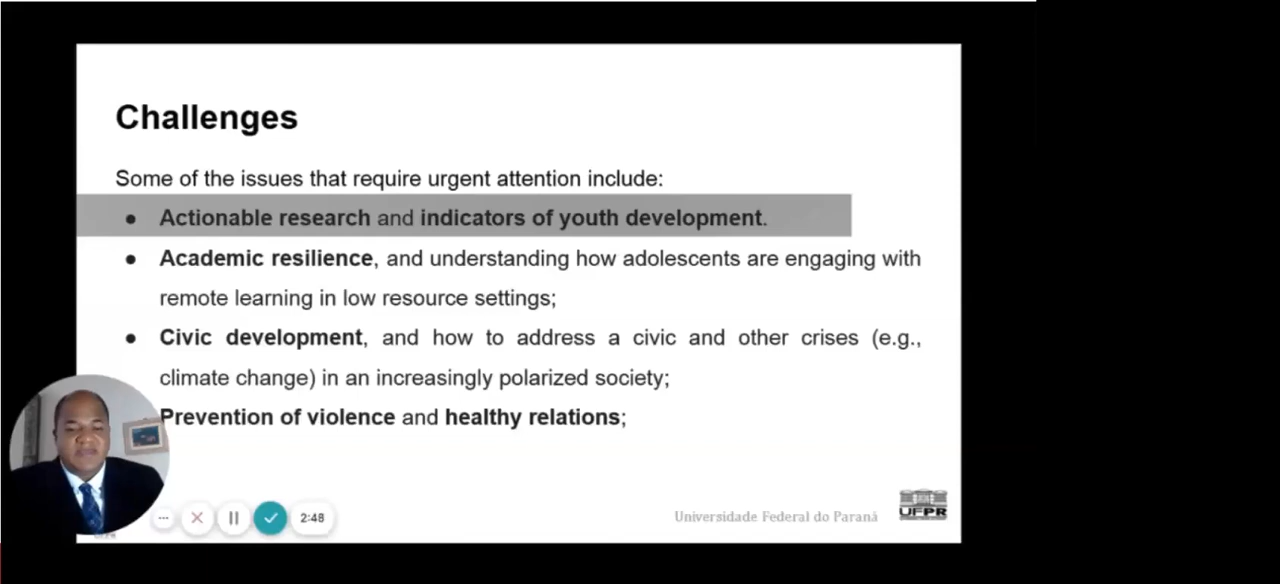 Challenges
Some of the issues that require urgent attention include:
● Actionable research and indicators of youth development.
● Academic resilience, and understanding how adolescents are engaging with
remote learning in low resource settings;
● Civic development, and how to address a civic and other crises (e.g.,
climate change) in an increasingly polarized society;
Prevention of violence and healthy relations;
2:48
Universidade Federal do Paraná
UFPR